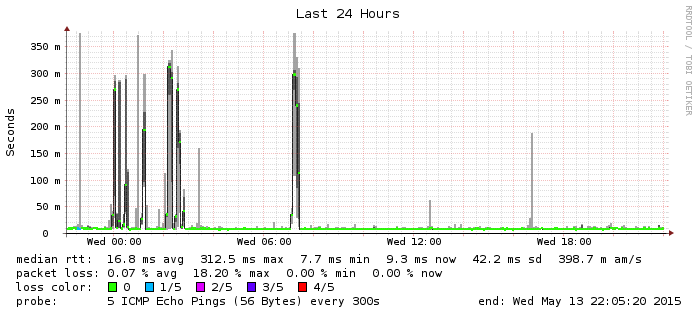 Last 24 Hours
RRDTOOL / TOBI OETIKER
Seconds
350 m
300 m
250 m
200 m
150 m
100 m
50 m
0
Wed 00:00 Wed 06:00 Wed 12:00 Wed 18:00
median rtt: 16.8 ms avg 312.5 ms max 7.7 ms min 9.3 ms now 42.2 ms sd 398.7 m am/s
packet loss: 0.07 % avg 18.20 % max 0.00 % min 0.00 % now
loss color: 0 1/5 2/5 3/5 4/5
probe: 5 ICMP Echo Pings (56 Bytes) every 300s end: Wed May 13 22:05:20 2015